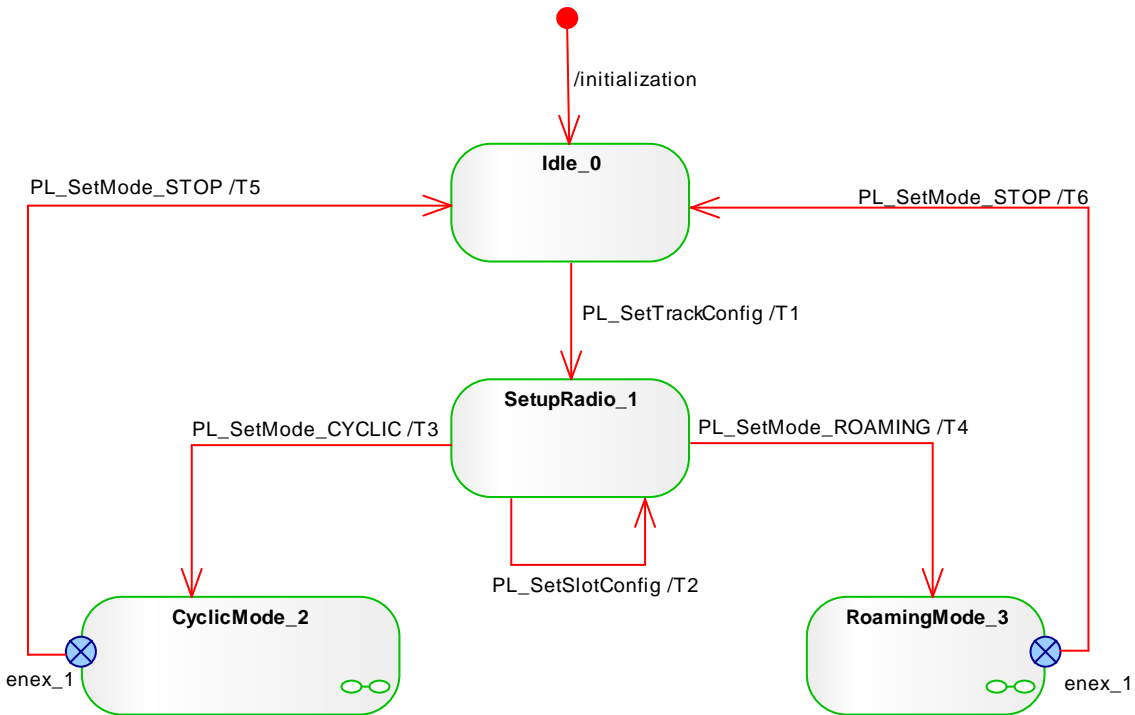 /initialization
Idle_0
PL_SetMode_STOP /T5
PL_SetMode_STOP /T6
PL_SetTrackConfig /T1
SetupRadio_1
PL_SetMode_CYCLIC /T3
PL_SetMode_ROAMING /T4
PL_SetSlotConfig /T2
CyclicMode_2
RoamingMode_3
enex_1
enex_1